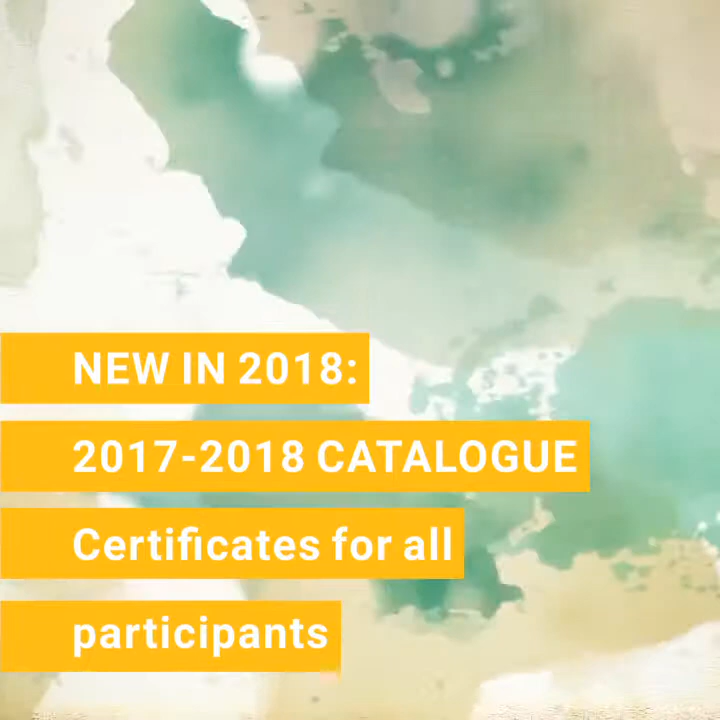 NEW IN 2018:
2017-2018 CATALOGUE
Certificates for all
participants